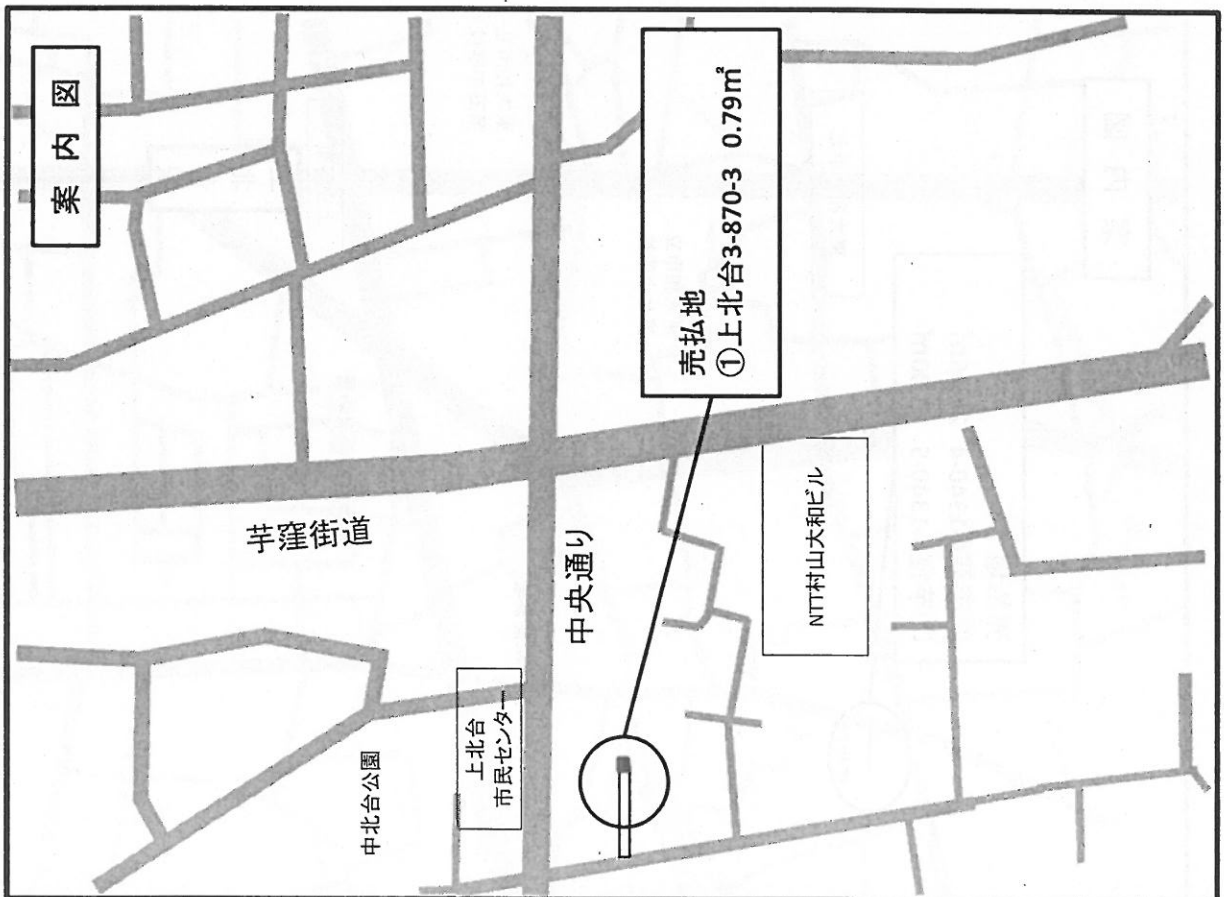 案内図
売払地
①上北台3-870-3 0.79㎡
芋窪街道
中央通り
NTT村山大和ビル
上北台
市民センター
中北台公園